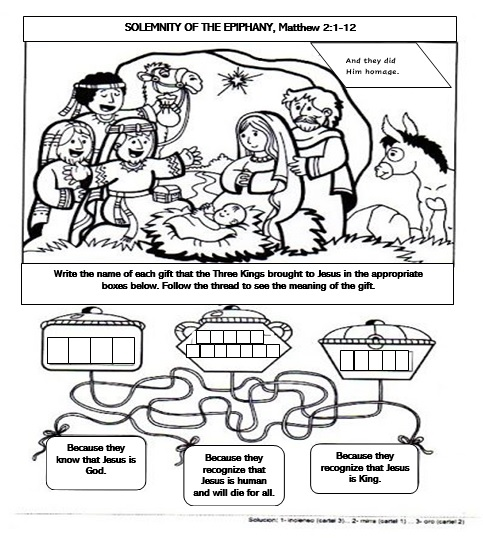 SOLEMNITY OF THE EPIPHANY, Matthew 2:1-12
And they did
Him homage.
Write the name of each gift that the Three Kings brought to Jesus in the appropriate
boxes below. Follow the thread to see the meaning of the gift.
Because they
know that Jesus is
God.
Because they
recognize that
Jesus is human
and will die for all.
Because they
recognize that Jesus
is King.
Solucion: 1- incienso (cartel 3)... 2- mirra (cartel 1) ... 3- oro (cartel 2)